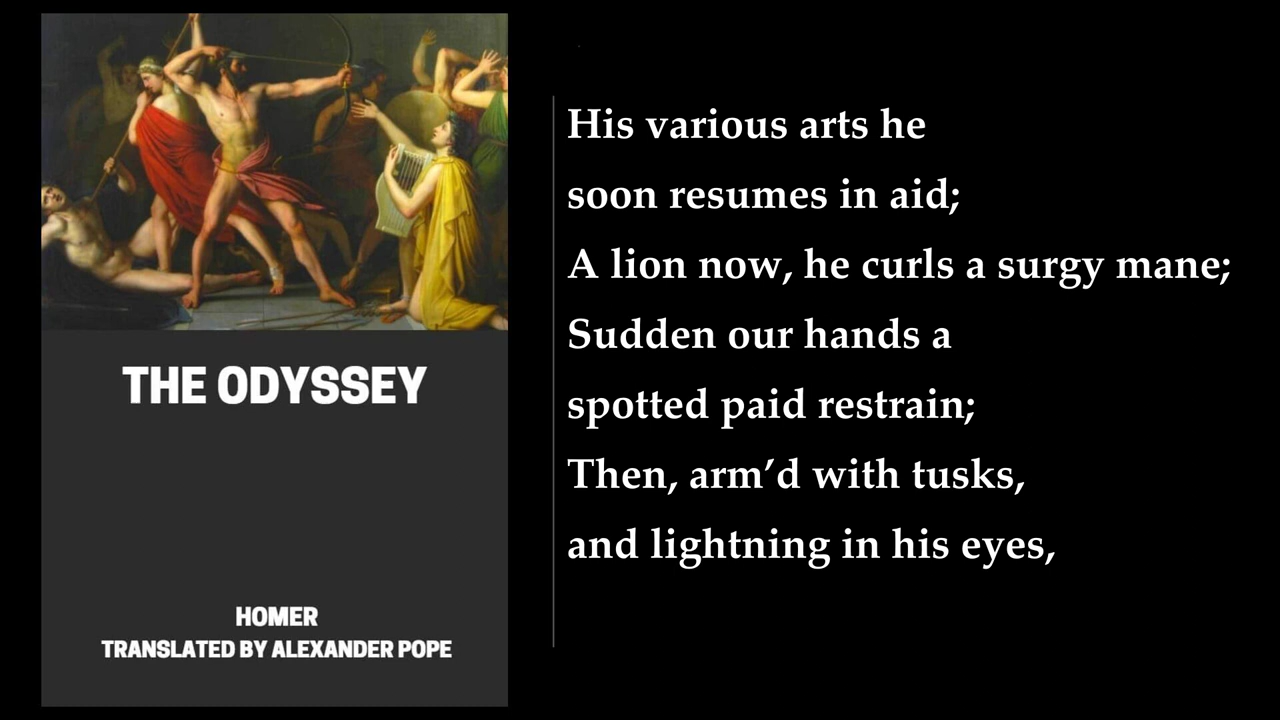 THE ODYSSEY
HOMER
TRANSLATED BY ALEXANDER POPE
His various arts he
soon resumes in aid;
A lion now, he curls a surgy mane;
Sudden our hands a
spotted paid restrain;
Then, arm’d with tusks,
and lightning in his eyes,